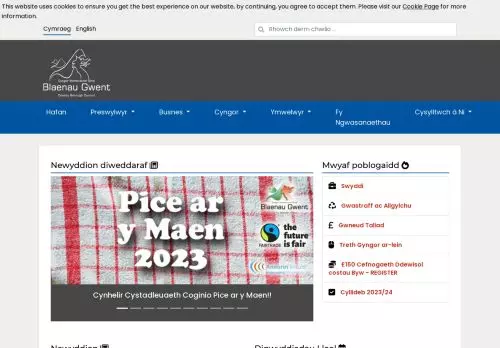 This website uses cookies to ensure you get the best experience on our website, by continuing, you agree to accept them. Please visit our Cookie Page for more
information.
Cymraeg English
Rhowch derm chwilio ..
Cyngor Bwrdeistref Sirol
Blaenau Gwent
County Borough Council
Hafan Preswylwyr Busnes Cyngor Ymwelwyr Fy Ngwasanaethau Cysylltwch â Ni
Newyddion diweddaraf
Mwyaf poblogaidd
Pice ar
y Maen
2023
Blaenau Gwent
FAIRTRADE
the
future
is fair
Cynhelir Cystadleuaeth Coginio Pice ar y Maen!!
Swyddi
Gwastraff ac Ailgylchu
£ Gwneud Taliad
Treth Gyngor ar-lein
£150 Cefnogaeth Ddewisol
costau Byw - REGISTER
Cyllideb 2023/24